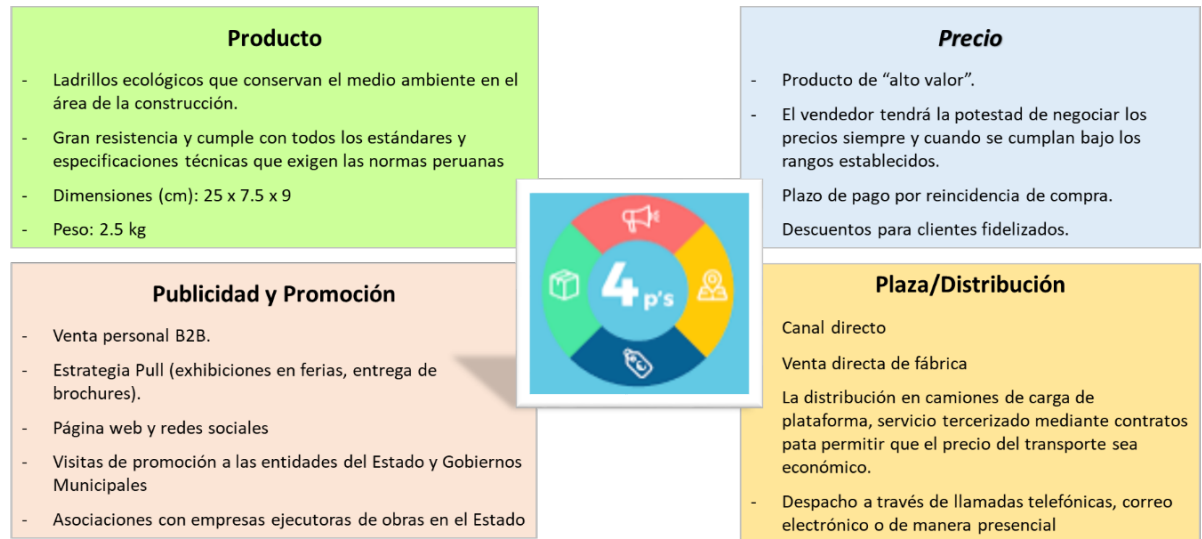 Producto
- Ladrillos ecológicos que conservan el medio ambiente en el
área de la construcción.
- Gran resistencia y cumple con todos los estándares y
especificaciones técnicas que exigen las normas peruanas
- Dimensiones (cm): 25 x 7.5 x 9
- Peso: 2.5 kg
Precio
- Producto de “alto valor”.
- El vendedor tendrá la potestad de negociar los
precios siempre y cuando se cumplan bajo los
rangos establecidos.
Plazo de pago por reincidencia de compra.
Descuentos para clientes fidelizados.
4 p's
Publicidad y Promoción
- Venta personal B2B.
- Estrategia Pull (exhibiciones en ferias, entrega de
brochures).
- Página web y redes sociales
- Visitas de promoción a las entidades del Estado y Gobiernos
Municipales
- Asociaciones con empresas ejecutoras de obras en el Estado
Plaza/Distribución
Canal directo
Venta directa de fábrica
La distribución en camiones de carga de
plataforma, servicio tercerizado mediante contratos
pata permitir que el precio del transporte sea
económico.
- Despacho a través de llamadas telefónicas, correo
electrónico o de manera presencial